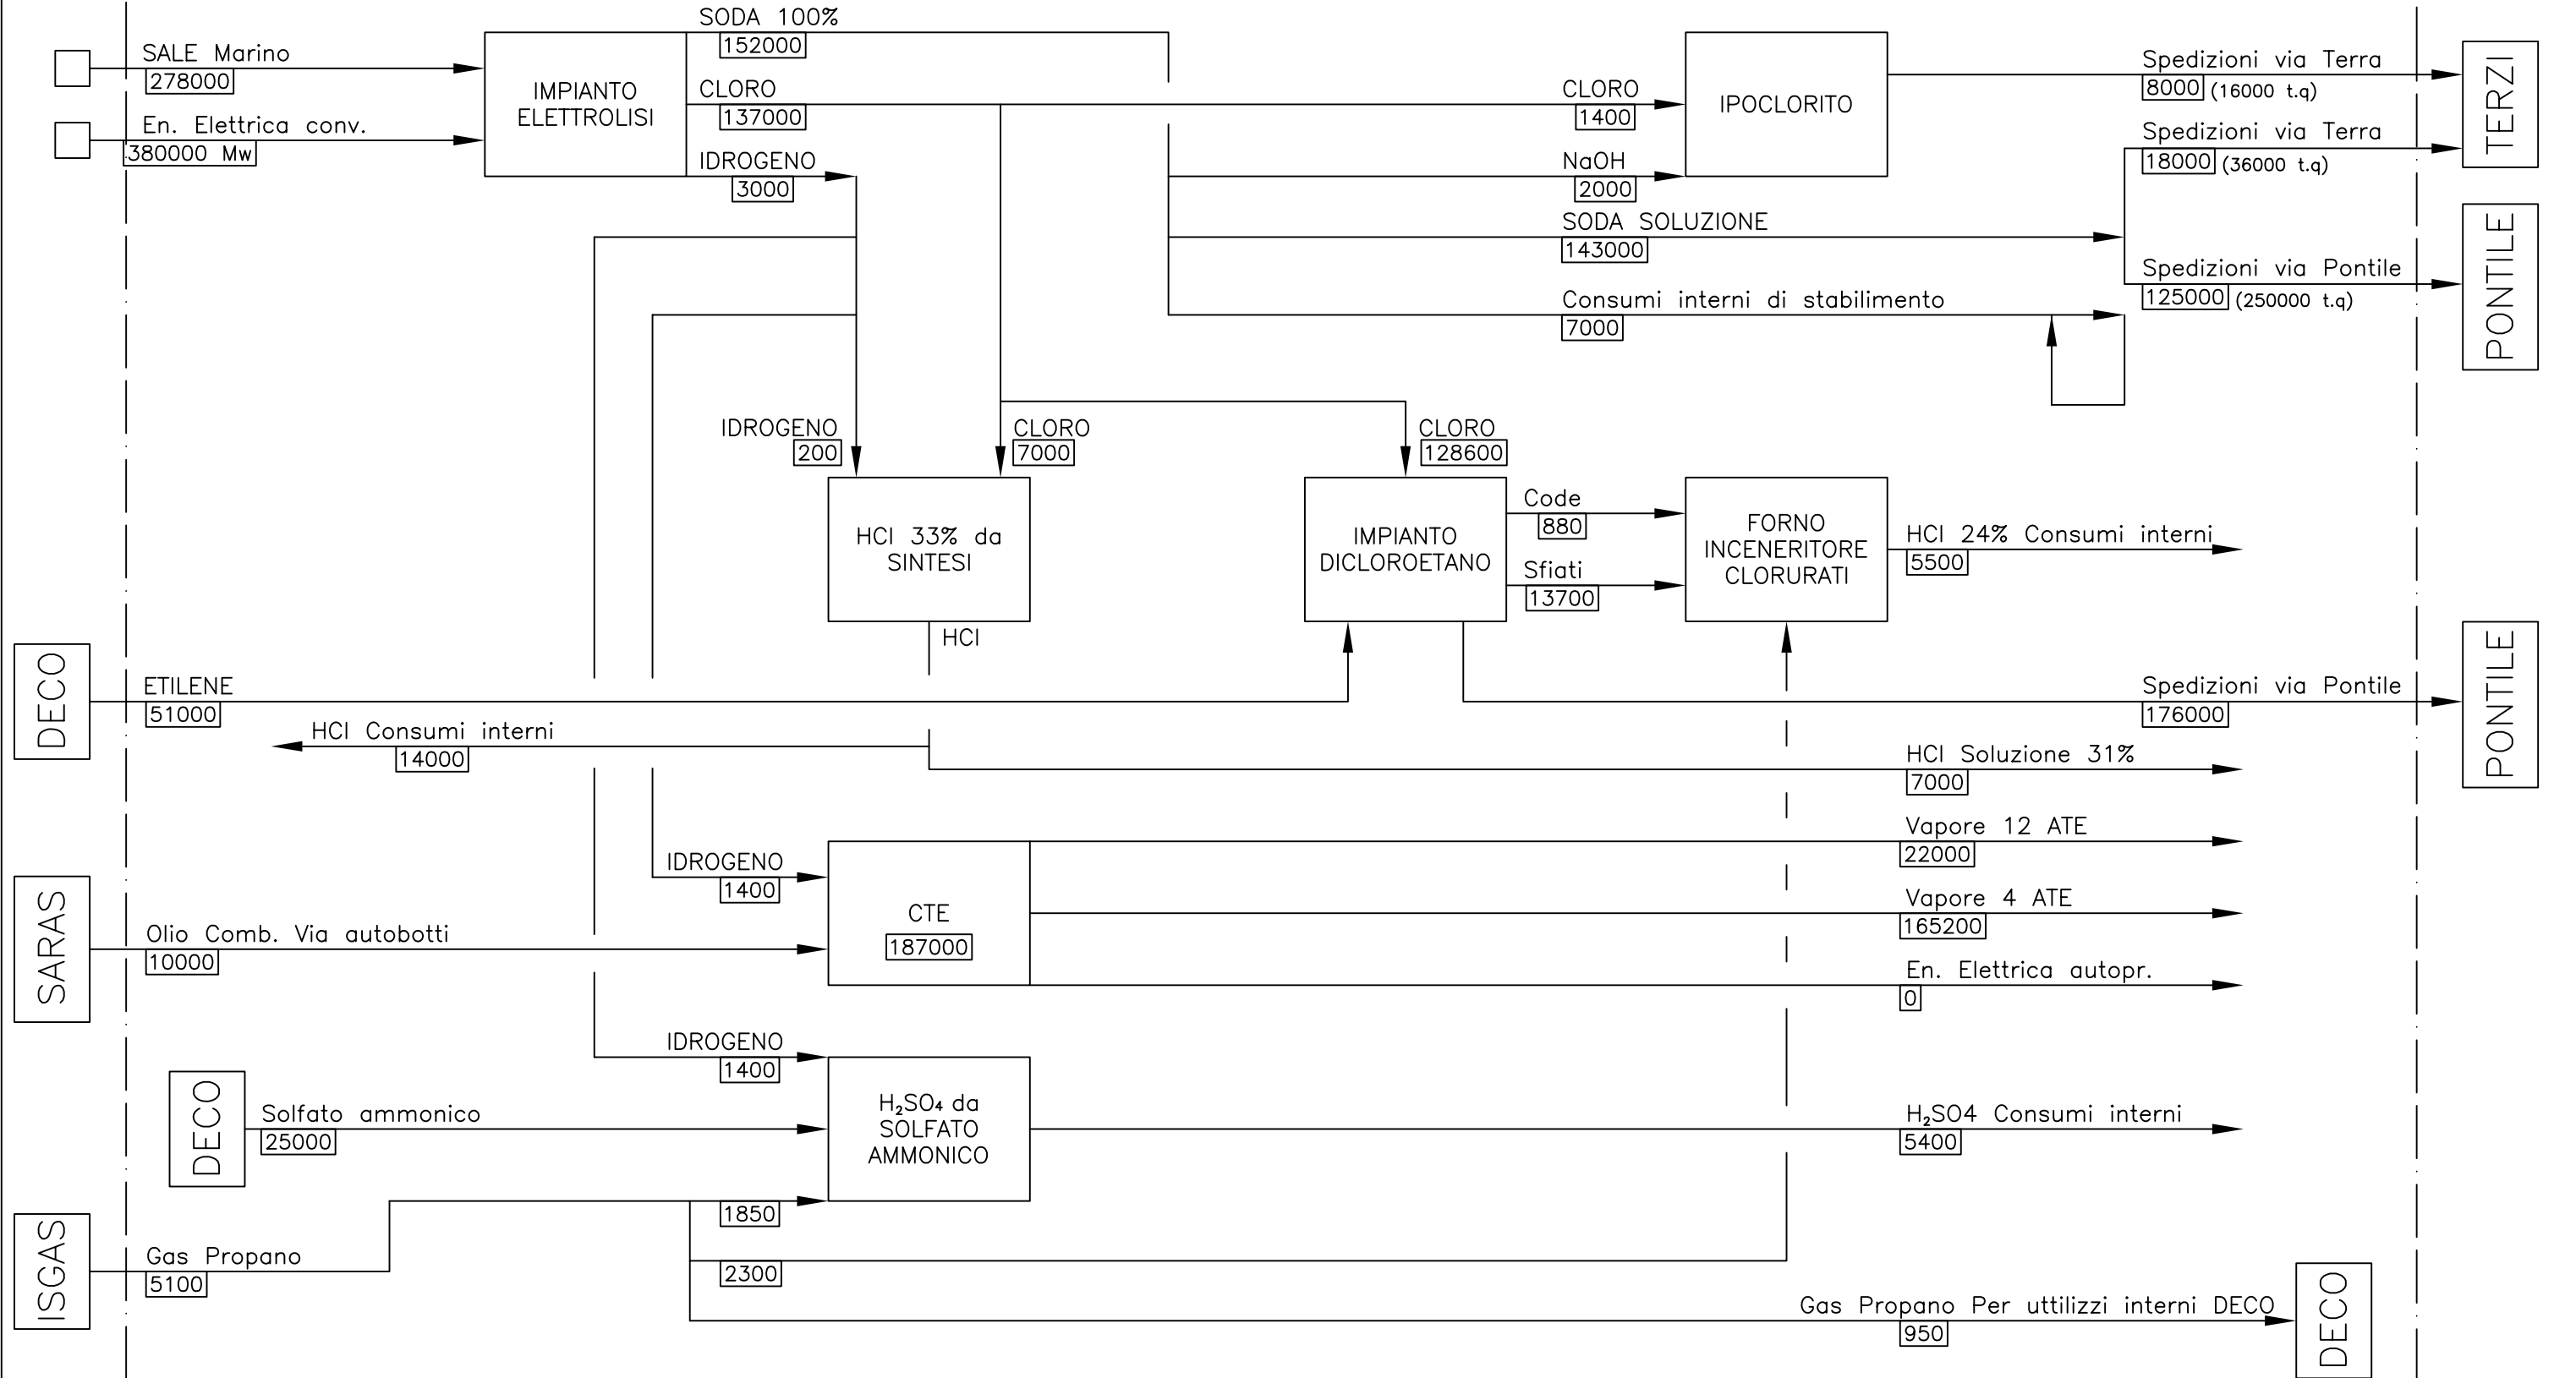 SODA 100%
152000
SALE Marino
278000
En. Elettrica conv.
380000 Mw
IMPIANTO
ELETTROLISI
CLORO
137000
IDROGENO
3000
CLORO
1400
NaOH
2000
IPOCLORITO
Spedizioni via Terra
8000 (16000 t.q)
Spedizioni via Terra
18000 (36000 t.q)
TERZI
SODA SOLUZIONE
143000
Spedizioni via Pontile
125000 (250000 t.q)
PONTILE
Consumi interni di stabilimento
7000
IDROGENO
200
CLORO
7000
CLORO
128600
HCl 33% da
SINTESI
HCl
IMPIANTO
DICLOROETANO
Code
880
Sfiati
13700
FORNO
INCENERITORE
CLORURATI
HCl 24% Consumi interni
5500
DECO
ETILENE
51000
Spedizioni via Pontile
176000
PONTILE
HCl Consumi interni
14000
HCl Soluzione 31%
7000
IDROGENO
1400
CTE
187000
Vapore 12 ATE
22000
Vapore 4 ATE
165200
En. Elettrica autopr.
0
SARAS
Olio Comb. Via autobotti
10000
IDROGENO
1400
DECO
Solfato ammonico
25000
H₂SO₄ da
SOLFATO
AMMONICO
H₂SO4 Consumi interni
5400
1850
ISGAS
Gas Propano
5100
2300
Gas Propano Per uttilizzi interni DECO
950
DECO